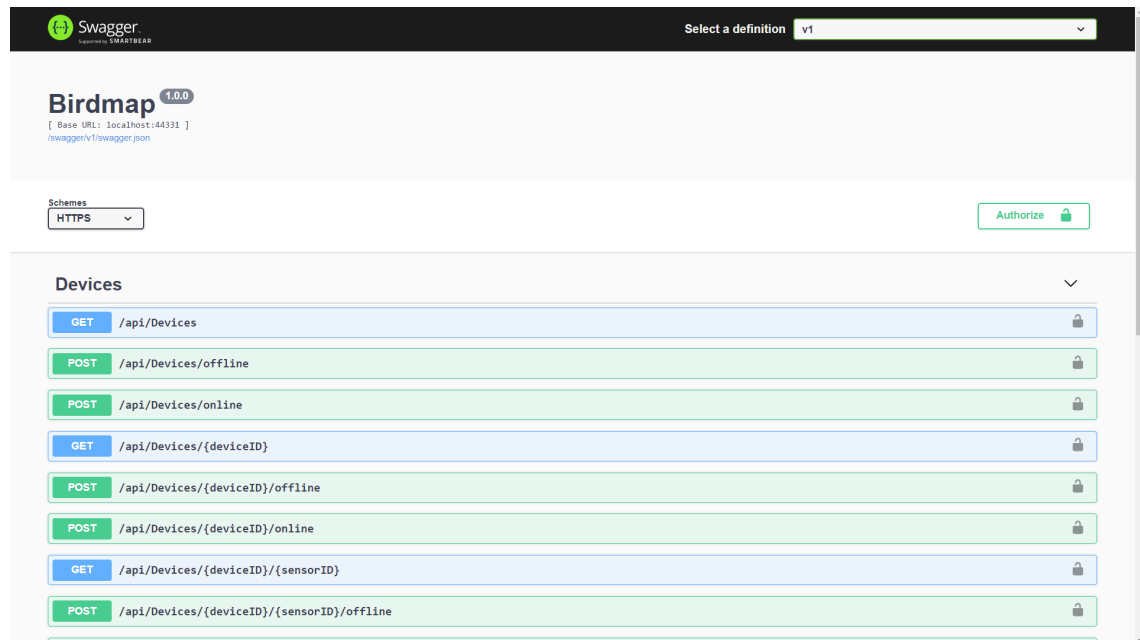 Swagger.
Supported by SMARTBEAR
Select a definition v1
Birdmap 1.0.0
[ Base URL: localhost:44331 ]
/swagger/v1/swagger.json
Schemes
HTTPS
Authorize
Devices
GET /api/Devices
POST /api/Devices/offline
POST /api/Devices/online
GET /api/Devices/{deviceID}
POST /api/Devices/{deviceID}/offline
POST /api/Devices/{deviceID}/online
GET /api/Devices/{deviceID}/{sensorID}
POST /api/Devices/{deviceID}/{sensorID}/offline